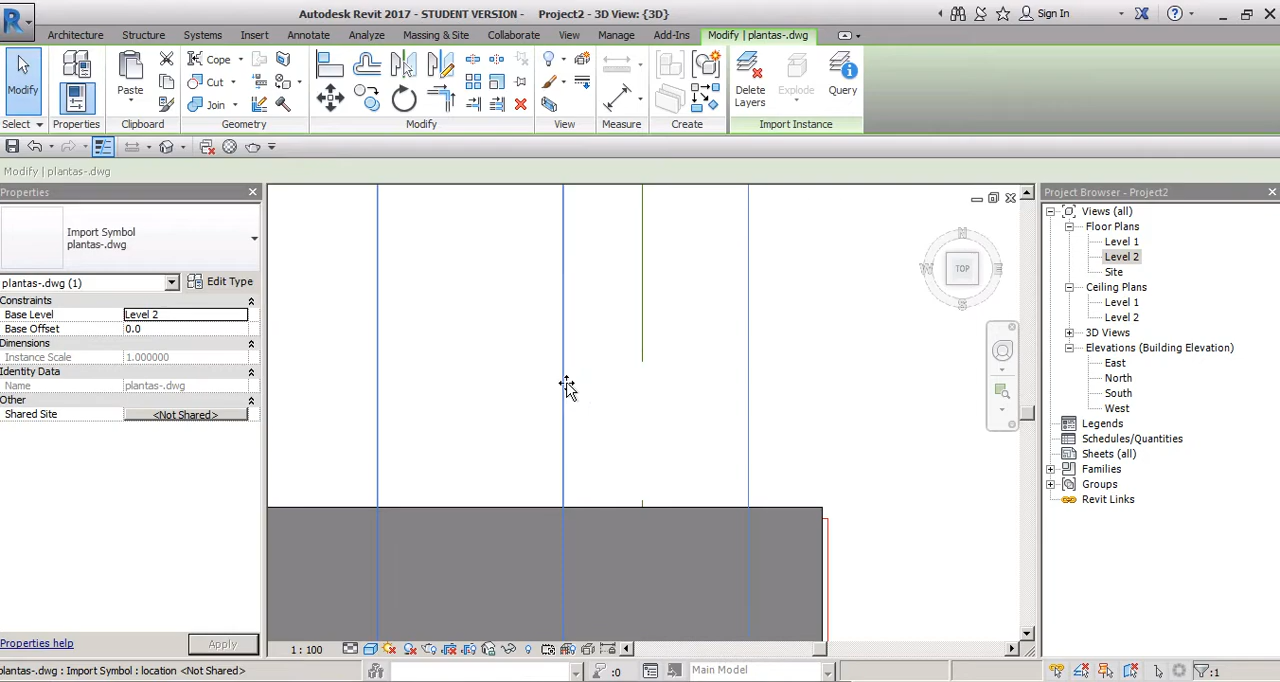 Autodesk Revit 2017 - STUDENT VERSION - Project2 - 3D View: {3D}
Sign In
Architecture Structure Systems Insert Annotate Analyze Massing & Site Collaborate View Manage Add-Ins Modify | plantas-.dwg
Modify
Paste
Cope
Cut
Join
Delete Layers
Explode
Query
Select Properties Clipboard Geometry Modify View Measure Create Import Instance
Modify | plantas-.dwg
Properties
Import Symbol
plantas-.dwg
plantas-.dwg (1)
Edit Type
Constraints
Base Level Level 2
Base Offset 0.0
Dimensions
Instance Scale 1.000000
Identity Data
Name plantas-.dwg
Other
Shared Site <Not Shared>
Properties help
Apply
TOP
N
W
E
S
Project Browser - Project2
Views (all)
Floor Plans
Level 1
Level 2
Site
Ceiling Plans
Level 1
Level 2
3D Views
Elevations (Building Elevation)
East
North
South
West
Legends
Schedules/Quantities
Sheets (all)
Families
Groups
Revit Links
1 : 100
plantas-.dwg : Import Symbol : location <Not Shared>
:0
Main Model
:1